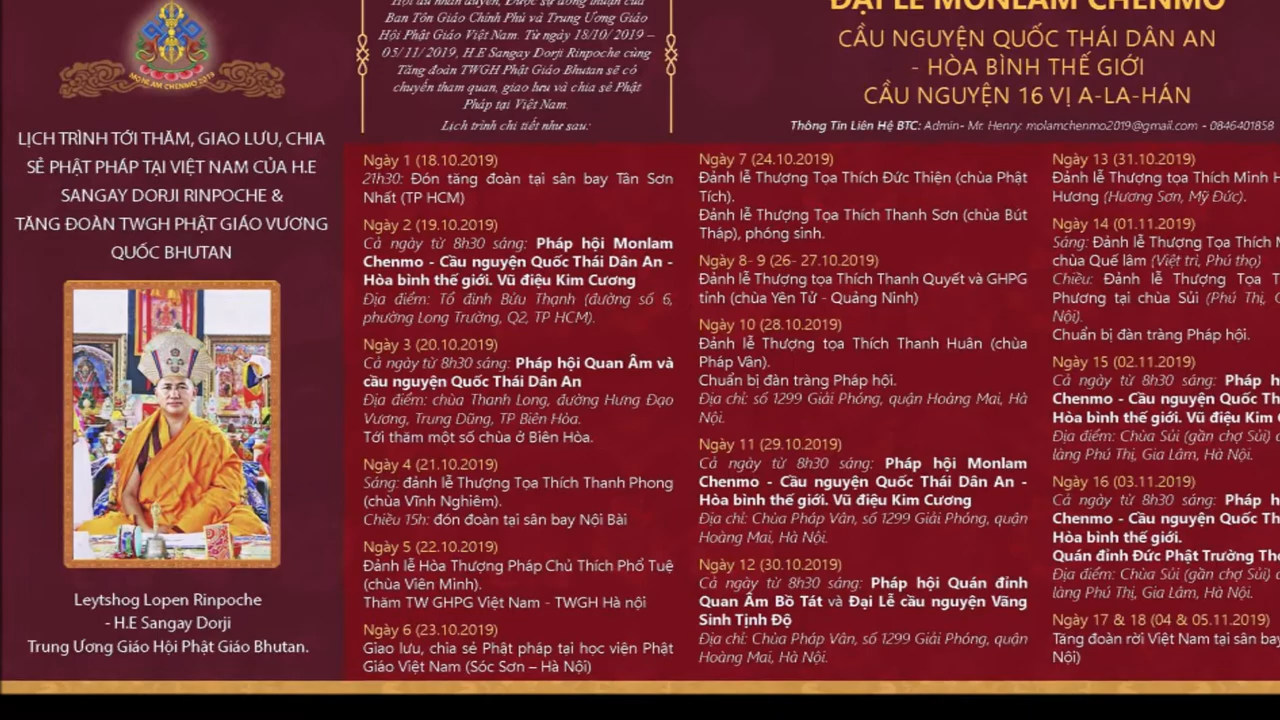 MONLAM CHENMO 2019
LỊCH TRÌNH TỚI THĂM, GIAO LƯU, CHIA
SẺ PHẬT PHÁP TẠI VIỆT NAM CỦA H.E
SANGAY DORJI RINPOCHE &
TĂNG ĐOÀN TWGH PHẬT GIÁO VƯƠNG
QUỐC BHUTAN
Leytshog Lopen Rinpoche
- H.E Sangay Dorji
Trung Ương Giáo Hội Phật Giáo Bhutan.
Hội đủ nhân duyên, Được sự đồng thuận của
Ban Tôn Giáo Chính Phủ và Trung Ương Giáo
Hội Phật Giáo Việt Nam. Từ ngày 18/10/ 2019 –
05/11/ 2019, H.E Sangay Dorji Rinpoche cùng
Tăng đoàn TWGH Phật Giáo Bhutan sẽ có
chuyến tham quan, giao lưu và chia sẻ Phật
Pháp tại Việt Nam.
Lịch trình chi tiết như sau:
ĐẠI LỄ MONLAM CHENMO
CẦU NGUYỆN QUỐC THÁI DÂN AN
- HÒA BÌNH THẾ GIỚI
CẦU NGUYỆN 16 VỊ A-LA-HÁN
Thông Tin Liên Hệ BTC: Admin- Mr. Henry: molamchenmo2019@gmail.com - 0846401858
Ngày 1 (18.10.2019)
21h30: Đón tăng đoàn tại sân bay Tân Sơn
Nhất (TP HCM)
Ngày 2 (19.10.2019)
Cả ngày từ 8h30 sáng: Pháp hội Monlam
Chenmo - Cầu nguyện Quốc Thái Dân An -
Hòa bình thế giới. Vũ điệu Kim Cương
Địa điểm: Tổ đình Bửu Thạnh (đường số 6,
phường Long Trường, Q2, TP HCM).
Ngày 3 (20.10.2019)
Cả ngày từ 8h30 sáng: Pháp hội Quan Âm và
cầu nguyện Quốc Thái Dân An
Địa điểm: chùa Thanh Long, đường Hưng Đạo
Vương, Trung Dũng, TP Biên Hòa.
Tới thăm một số chùa ở Biên Hòa.
Ngày 4 (21.10.2019)
Sáng: đảnh lễ Thượng Tọa Thích Thanh Phong
(chùa Vĩnh Nghiêm).
Chiều 15h: đón đoàn tại sân bay Nội Bài
Ngày 5 (22.10.2019)
Đảnh lễ Hòa Thượng Pháp Chủ Thích Phổ Tuệ
(chùa Viên Minh).
Thăm TW GHPG Việt Nam - TWGH Hà nội
Ngày 6 (23.10.2019)
Giao lưu, chia sẻ Phật pháp tại học viện Phật
Giáo Việt Nam (Sóc Sơn – Hà Nội)
Ngày 7 (24.10.2019)
Đảnh lễ Thượng Tọa Thích Đức Thiện (chùa Phật
Tích).
Đảnh lễ Thượng Tọa Thích Thanh Sơn (chùa Bút
Tháp), phóng sinh.
Ngày 8- 9 (26- 27.10.2019)
Đảnh lễ Thượng tọa Thích Thanh Quyết và GHPG
tỉnh (chùa Yên Tử - Quảng Ninh)
Ngày 10 (28.10.2019)
Đảnh lễ Thượng tọa Thích Thanh Huân (chùa
Pháp Vân).
Chuẩn bị đàn tràng Pháp hội.
Địa chỉ: số 1299 Giải Phóng, quận Hoàng Mai, Hà
Nội.
Ngày 11 (29.10.2019)
Cả ngày từ 8h30 sáng: Pháp hội Monlam
Chenmo - Cầu nguyện Quốc Thái Dân An -
Hòa bình thế giới. Vũ điệu Kim Cương
Địa chỉ: Chùa Pháp Vân, số 1299 Giải Phóng, quận
Hoàng Mai, Hà Nội.
Ngày 12 (30.10.2019)
Cả ngày từ 8h30 sáng: Pháp hội Quán đỉnh
Quan Âm Bồ Tát và Đại Lễ cầu nguyện Vãng
Sinh Tịnh Độ
Địa chỉ: Chùa Pháp Vân, số 1299 Giải Phóng, quận
Hoàng Mai, Hà Nội.
Ngày 13 (31.10.2019)
Đảnh lễ Thượng Tọa Thích Minh H
Hương (Hương Sơn, Mỹ Đức).
Ngày 14 (01.11.2019)
Sáng: Đảnh lễ Thượng Tọa Thích
chùa Quế lâm (Việt trì, Phú thọ)
Chiều: Đảnh lễ Thượng Tọa T
Phương tại chùa Sủi (Phú Thị,
Nội).
Chuẩn bị đàn tràng Pháp hội.
Ngày 15 (02.11.2019)
Cả ngày từ 8h30 sáng: Pháp h
Chenmo - Cầu nguyện Quốc Th
Hòa bình thế giới. Vũ điệu Kim
Địa điểm: Chùa Sủi (gần chợ Sủi)
làng Phú Thị, Gia Lâm, Hà Nội.
Ngày 16 (03.11.2019)
Cả ngày từ 8h30 sáng: Pháp h
Chenmo - Cầu nguyện Quốc Th
Hòa bình thế giới.
Quán đỉnh Đức Phật Trường Thọ
Địa điểm: Chùa Sủi (gần chợ Sủi)
làng Phú Thị, Gia Lâm, Hà Nội.
Ngày 17 & 18 (04 & 05.11.2019)
Tăng đoàn rời Việt Nam tại sân bay
Nội)